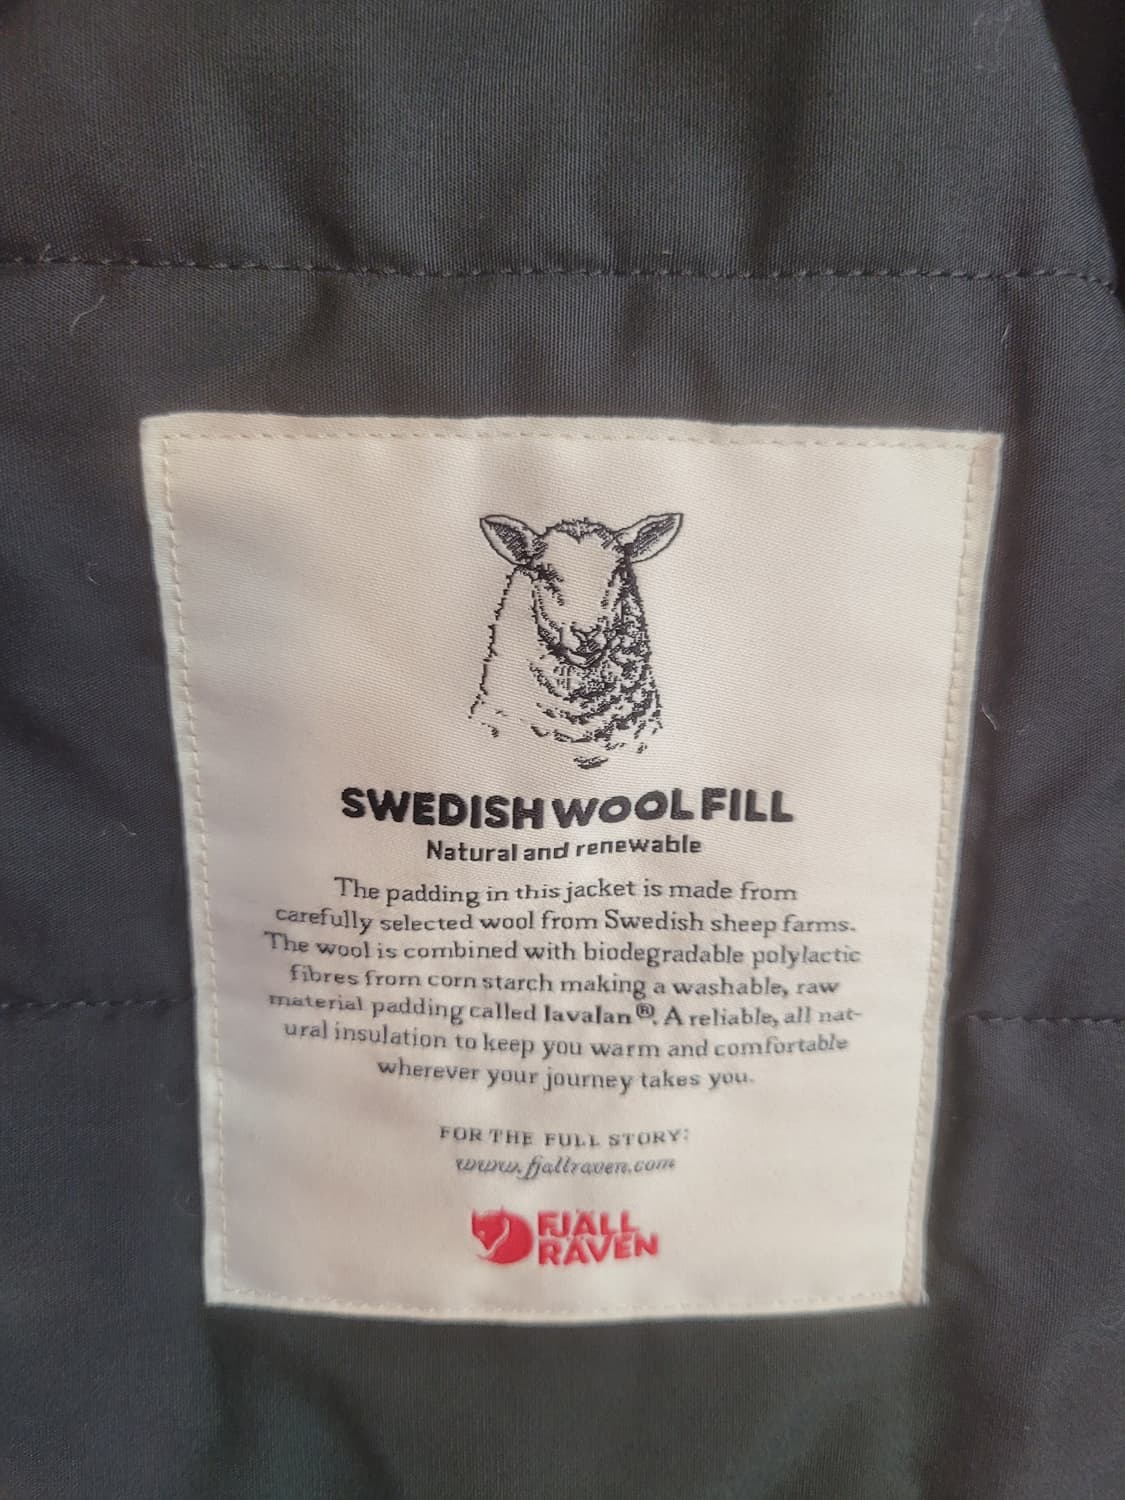 SWEDISH WOOL FILL
Natural and renewable
The padding in this jacket is made from
carefully selected wool from Swedish sheep farms.
The wool is combined with biodegradable polylactic
fibres from corn starch making a washable, raw
material padding called lavalan®. A reliable, all nat-
ural insulation to keep you warm and comfortable
wherever your journey takes you.
FOR THE FULL STORY:
www.fjallraven.com
FJÄLL
RÄVEN